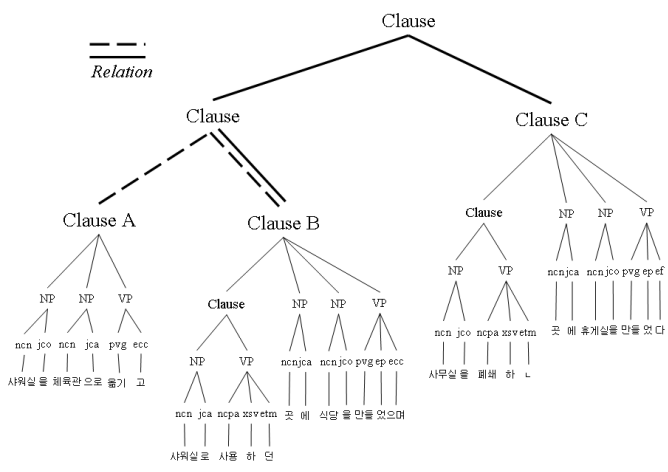 Clause
Relation
Clause
Clause C
Clause A
Clause B
Clause
NP
NP
VP
NP
NP
VP
Clause
NP
NP
VP
NP
VP
ncn jca ncn jco pvg ep ef
곳 에 휴게실 을 만들 었 다
ncn jco ncn jca pvg ecc
샤워실 을 체육관 으로 옮기 고
ncn jco ncpa xsv etm
사무실 을 폐쇄 하 ㄴ
NP
VP
ncn jca ncn jco pvg ep ecc
곳 에 식당 을 만들 었 으며
ncn jca ncpa xsv etm
샤워실 로 사용 하 던